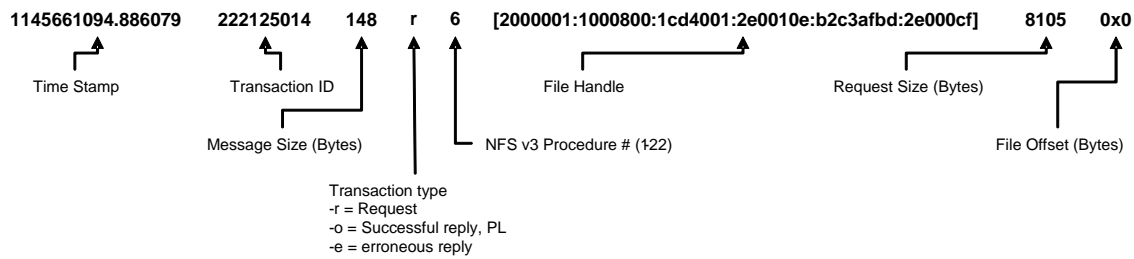 1145661094.886079 222125014 148 r 6 [2000001:1000800:1cd4001:2e0010e:b2c3afbd:2e000cf] 8105 0x0
Time Stamp Transaction ID File Handle Request Size (Bytes)
Message Size (Bytes) NFS v3 Procedure # (1-22) File Offset (Bytes)
Transaction type
-r = Request
-o = Successful reply, PL
-e = erroneous reply